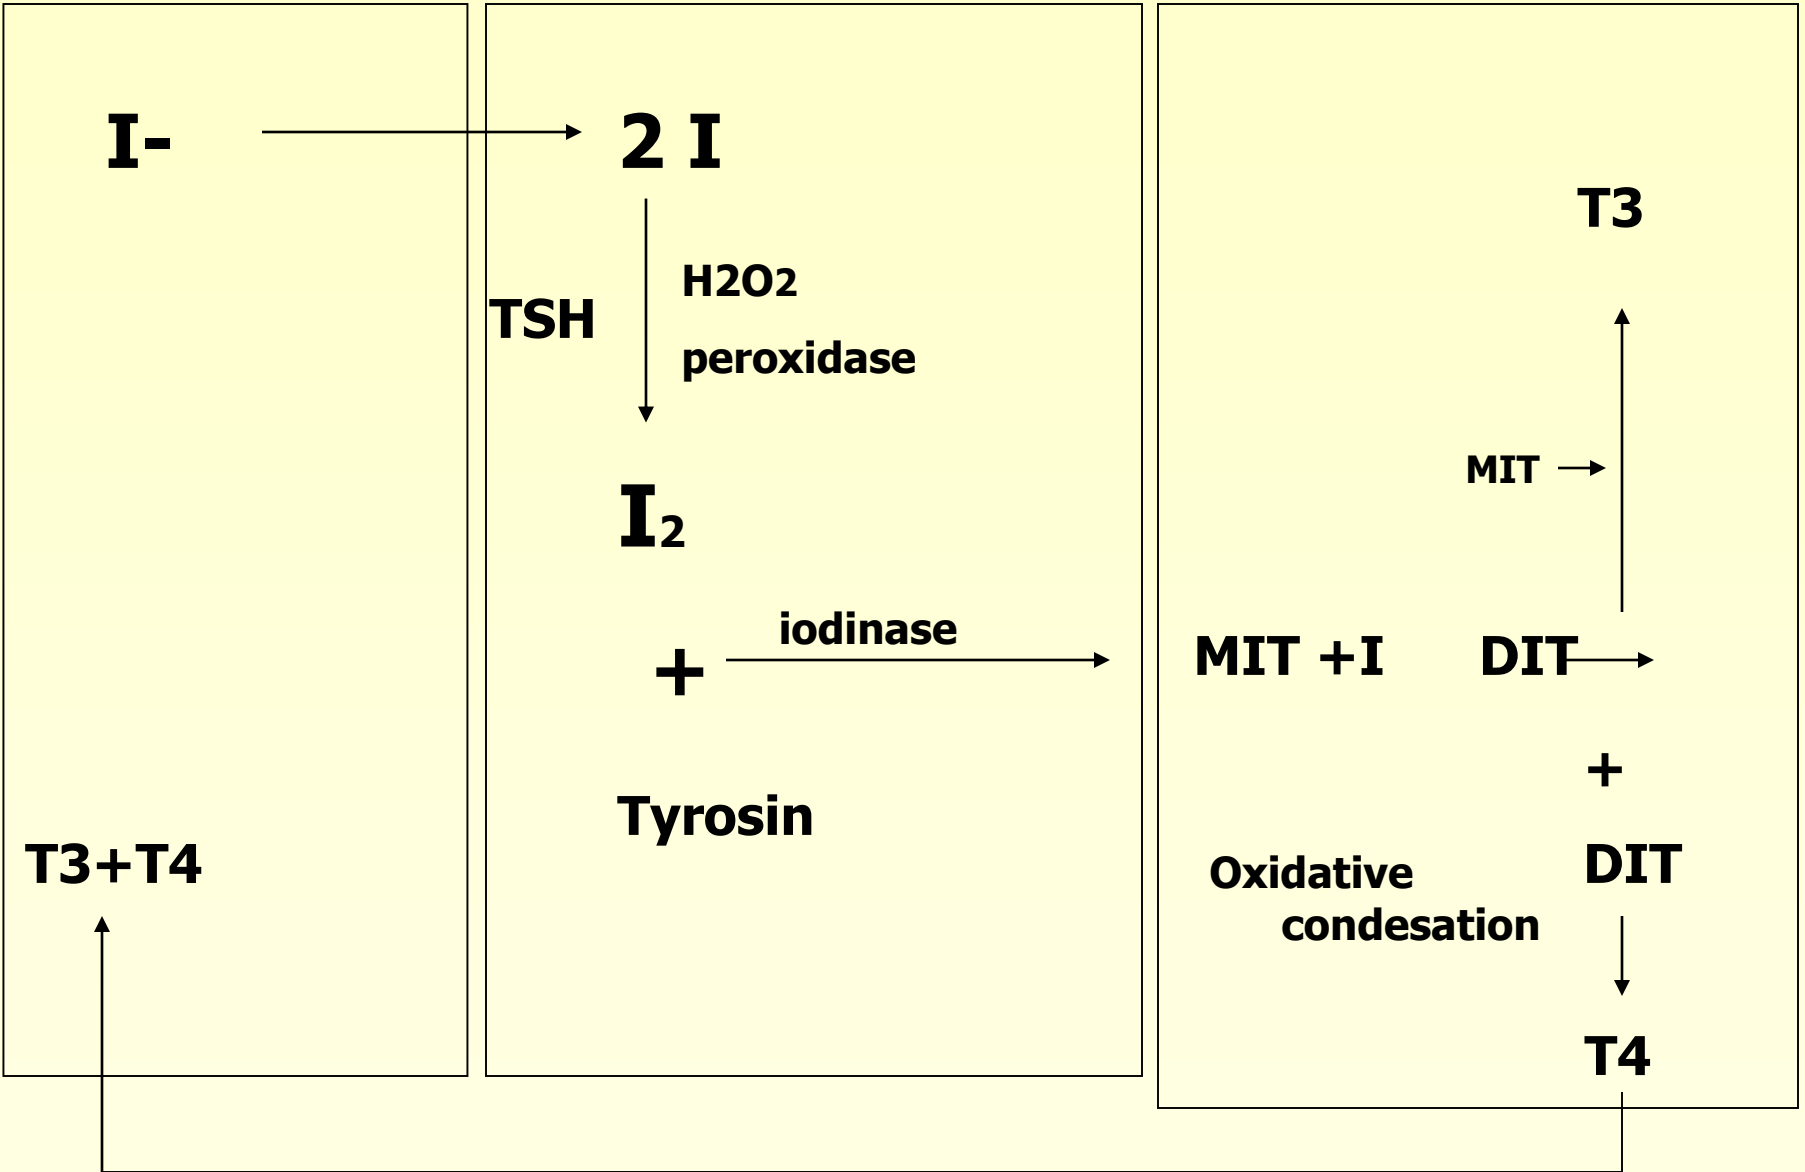 I-
2 I
TSH
H2O2
peroxidase
I2
+
iodinase
Tyrosin
T3+T4
T3
MIT
MIT +I
DIT
+
DIT
Oxidative
condesation
T4